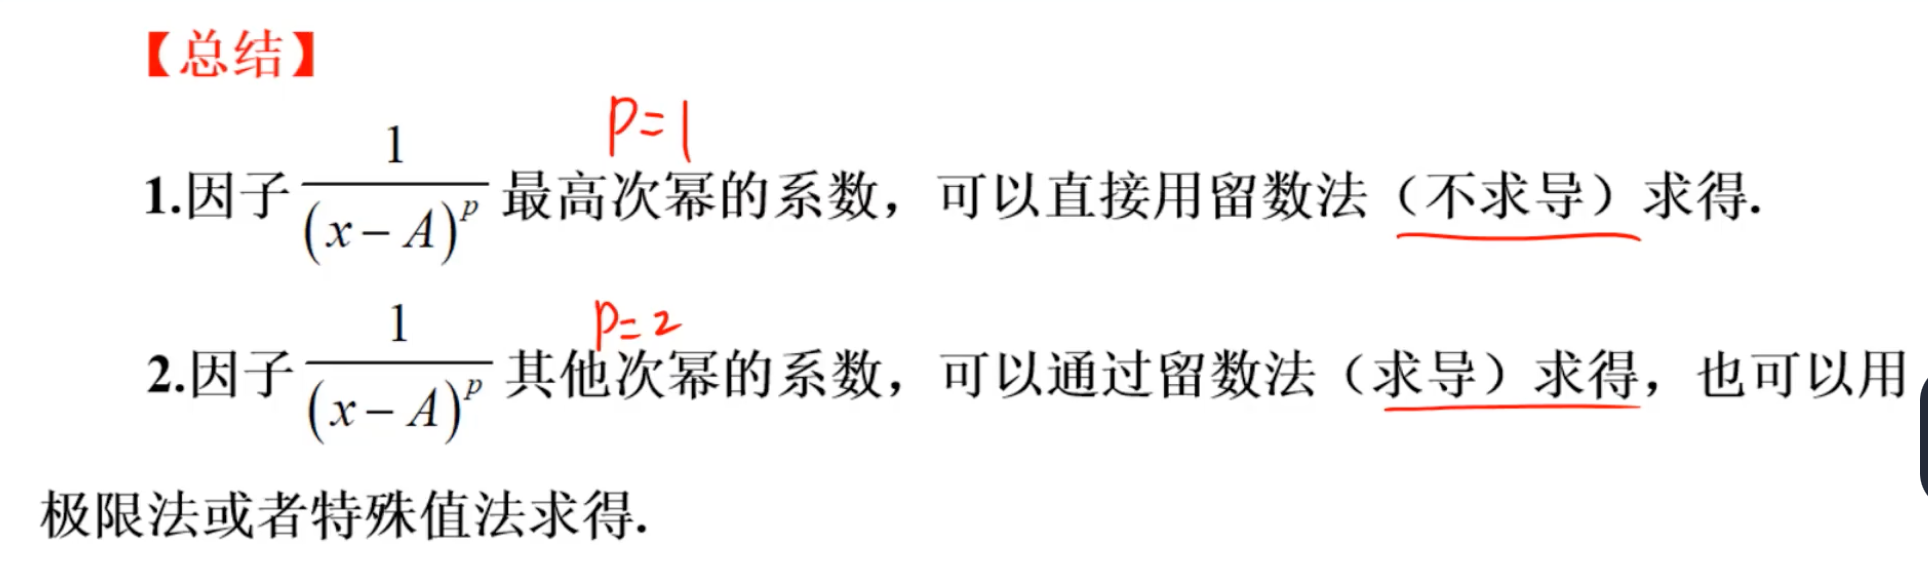 【总结】
P=1
1.因子 1/(x-A)^p 最高次幂的系数，可以直接用留数法（不求导）求得.
P=2
2.因子 1/(x-A)^p 其他次幂的系数，可以通过留数法（求导）求得，也可以用
极限法或者特殊值法求得.